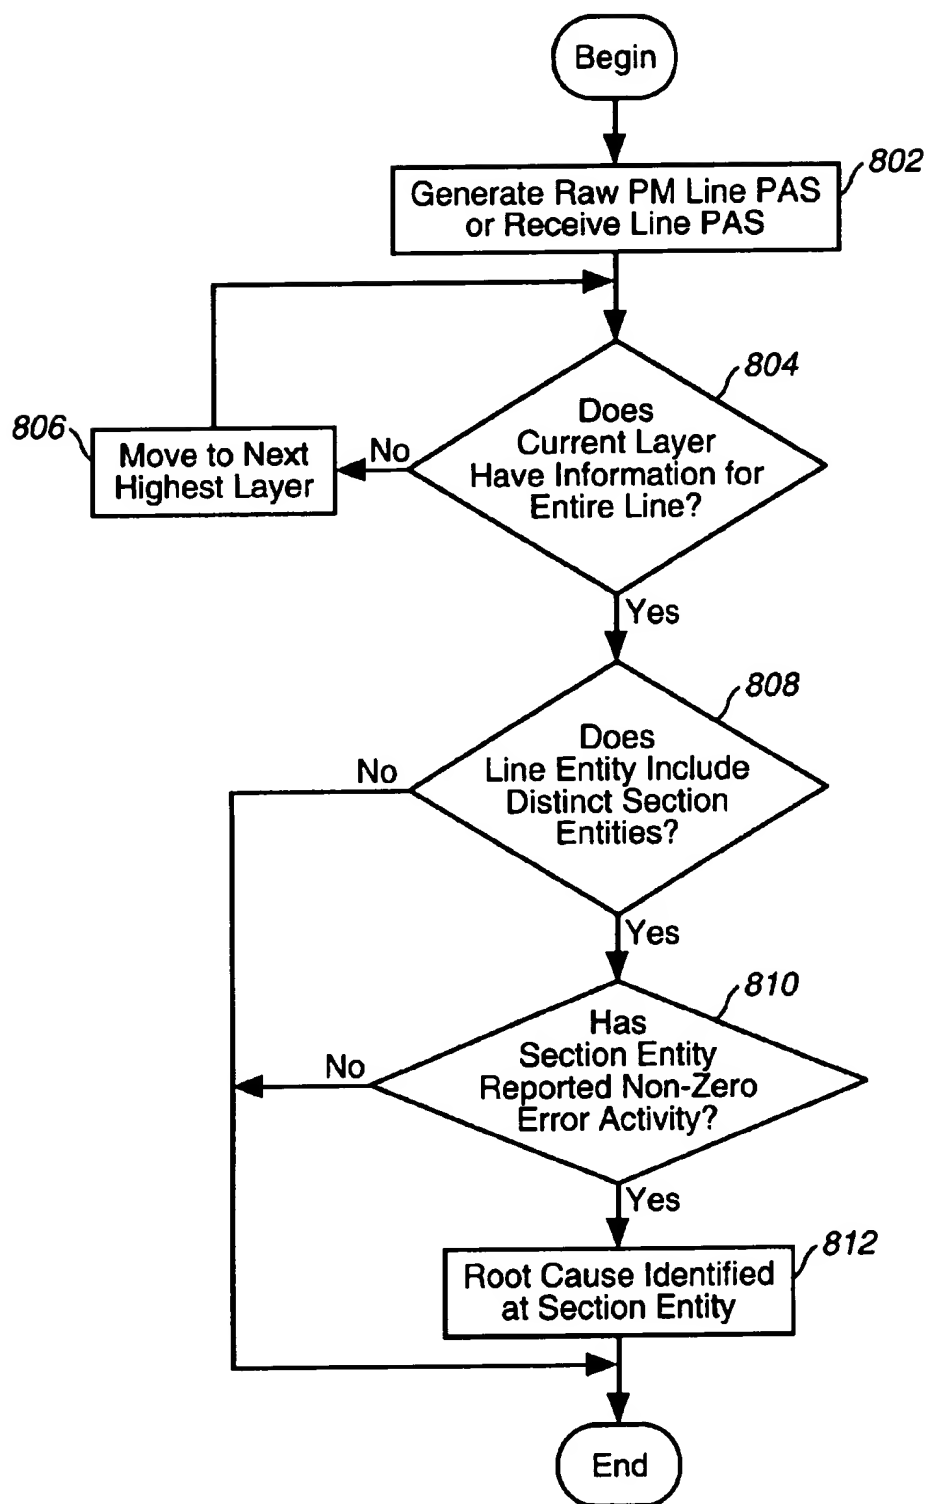 Begin
802
Generate Raw PM Line PAS
or Receive Line PAS
804
Does
Current Layer
Have Information for
Entire Line?
806
No
Move to Next
Highest Layer
Yes
808
Does
Line Entity Include
Distinct Section
Entities?
No
Yes
810
Has
Section Entity
Reported Non-Zero
Error Activity?
No
Yes
812
Root Cause Identified
at Section Entity
End